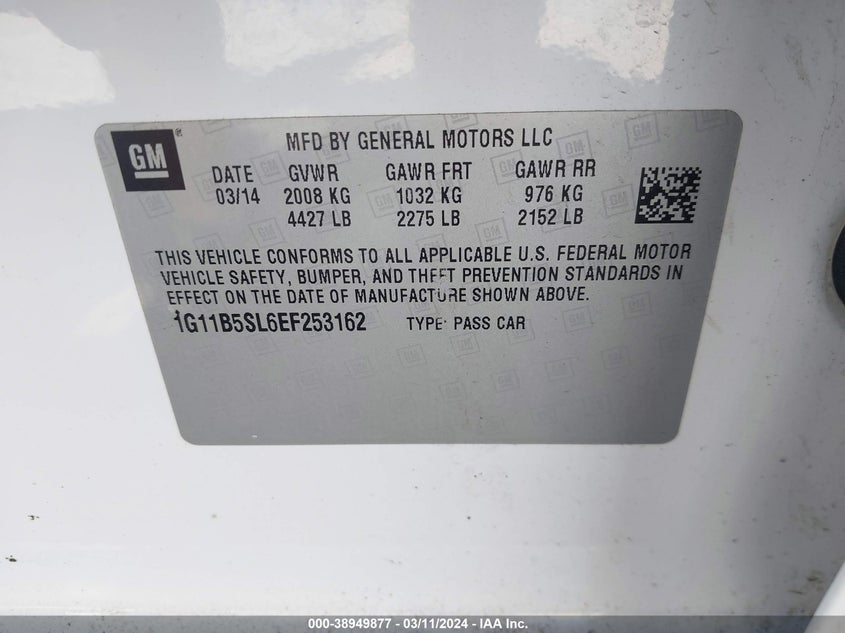 GM
MFD BY GENERAL MOTORS LLC
DATE GVWR GAWR FRT GAWR RR
03/14 2008 KG 1032 KG 976 KG
4427 LB 2275 LB 2152 LB
THIS VEHICLE CONFORMS TO ALL APPLICABLE U.S. FEDERAL MOTOR
VEHICLE SAFETY, BUMPER, AND THEFT PREVENTION STANDARDS IN
EFFECT ON THE DATE OF MANUFACTURE SHOWN ABOVE.
1G11B5SL6EF253162 TYPE: PASS CAR
000-38949877 - 03/11/2024 - IAA Inc.